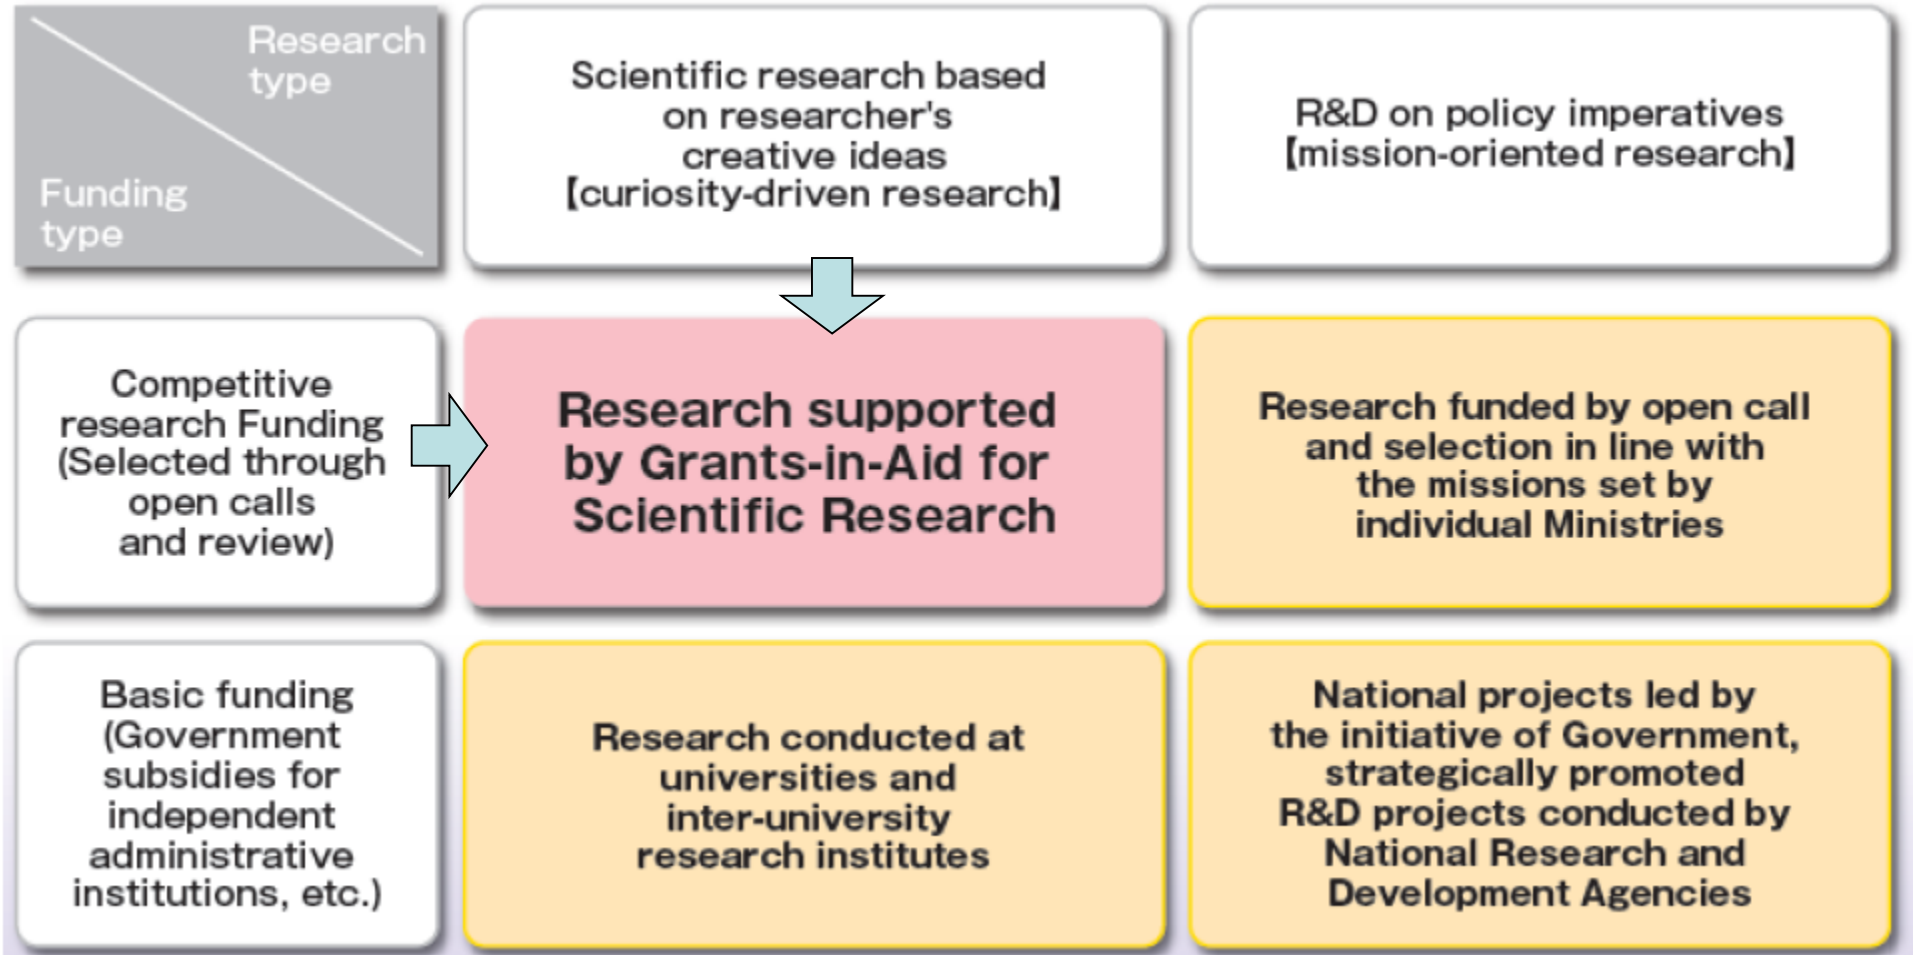 Research
type
Funding
type
Scientific research based
on researcher's
creative ideas
【curiosity-driven research】
R&D on policy imperatives
【mission-oriented research】
Competitive
research Funding
(Selected through
open calls
and review)
Research supported
by Grants-in-Aid for
Scientific Research
Research funded by open call
and selection in line with
the missions set by
individual Ministries
Basic funding
(Government
subsidies for
independent
administrative
institutions, etc.)
Research conducted at
universities and
inter-university
research institutes
National projects led by
the initiative of Government,
strategically promoted
R&D projects conducted by
National Research and
Development Agencies